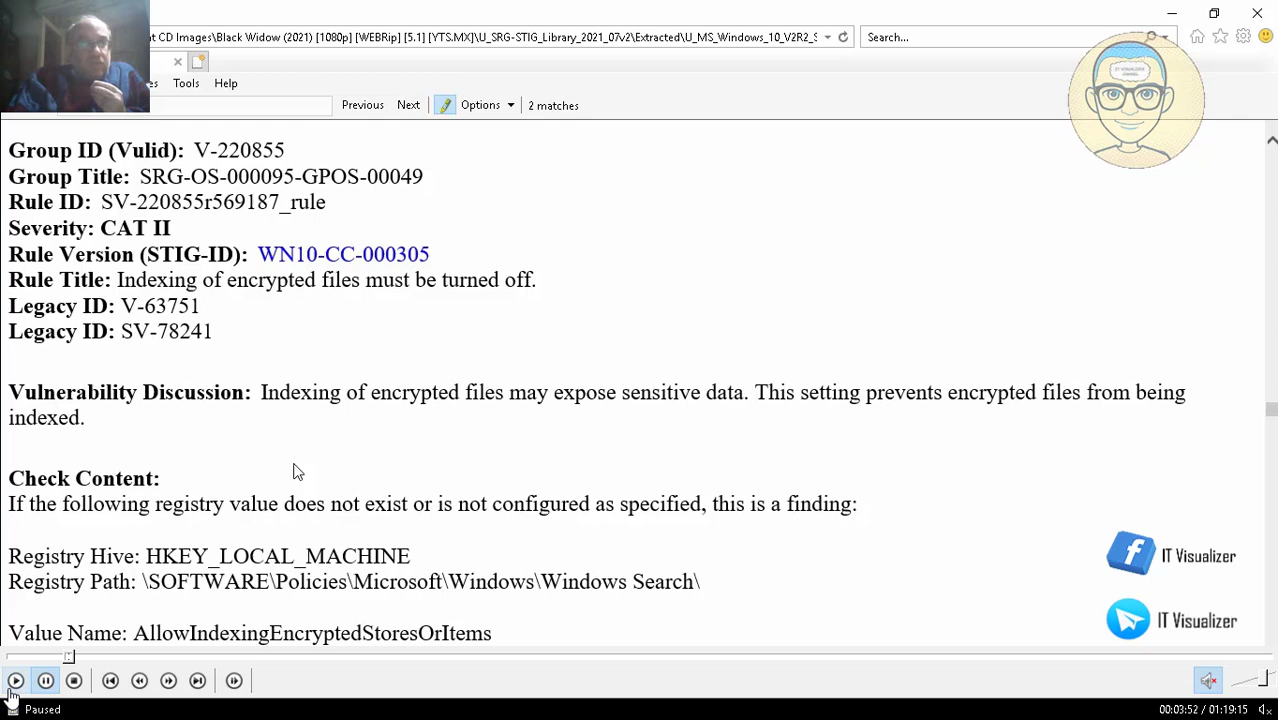 nt CD Images\Black Widow (2021) [1080p] [WEBRip] [5.1] [YTS.MX]\U_SRG-STIG_Library_2021_07v2\Extracted\U_MS_Windows_10_V2R2_S
Search...
Tools Help
Previous Next Options 2 matches
IT VISUALIZER
CHANNEL
Group ID (Vulid): V-220855
Group Title: SRG-OS-000095-GPOS-00049
Rule ID: SV-220855r569187_rule
Severity: CAT II
Rule Version (STIG-ID): WN10-CC-000305
Rule Title: Indexing of encrypted files must be turned off.
Legacy ID: V-63751
Legacy ID: SV-78241
Vulnerability Discussion: Indexing of encrypted files may expose sensitive data. This setting prevents encrypted files from being
indexed.
Check Content:
If the following registry value does not exist or is not configured as specified, this is a finding:
Registry Hive: HKEY_LOCAL_MACHINE
Registry Path: \SOFTWARE\Policies\Microsoft\Windows\Windows Search\
Value Name: AllowIndexingEncryptedStoresOrItems
IT Visualizer
IT Visualizer
Paused
00:03:52 / 01:19:15